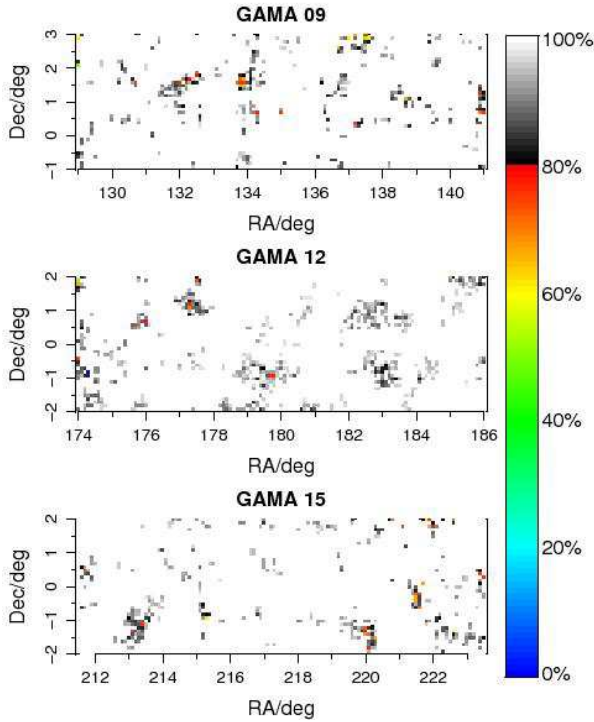 GAMA 09
Dec/deg
3
2
1
0
−1
130 132 134 136 138 140
RA/deg
GAMA 12
Dec/deg
2
1
0
−1
−2
174 176 178 180 182 184 186
RA/deg
GAMA 15
Dec/deg
2
1
0
−1
−2
212 214 216 218 220 222
RA/deg
100%
80%
60%
40%
20%
0%